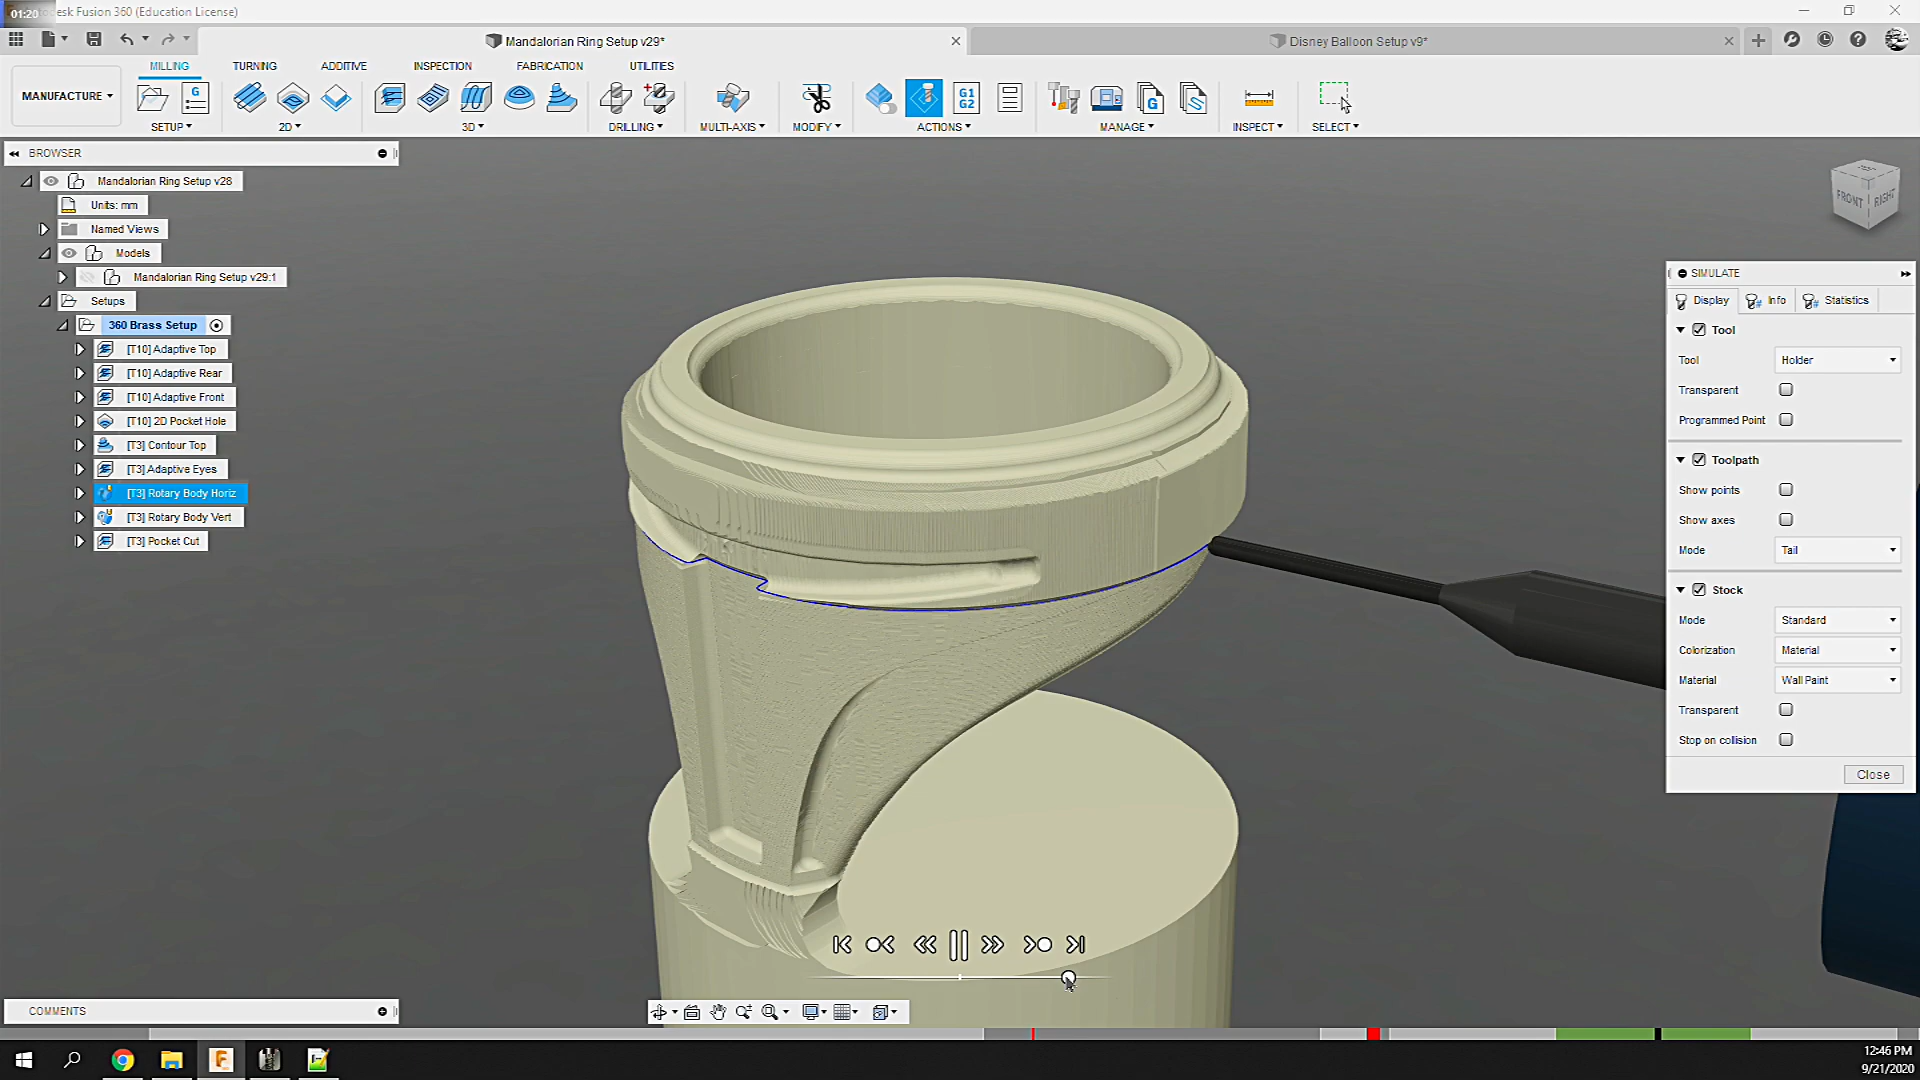 01:20
desk Fusion 360 (Education License)
Mandalorian Ring Setup v29*
Disney Balloon Setup v9*
MILLING
TURNING
ADDITIVE
INSPECTION
FABRICATION
UTILITIES
MANUFACTURE
G
G1
G2
G
SETUP
2D
3D
DRILLING
MULTI-AXIS
MODIFY
ACTIONS
MANAGE
INSPECT
SELECT
BROWSER
Mandalorian Ring Setup v28
Units: mm
Named Views
Models
Mandalorian Ring Setup v29:1
Setups
360 Brass Setup
[T10] Adaptive Top
[T10] Adaptive Rear
[T10] Adaptive Front
[T10] 2D Pocket Hole
[T3] Contour Top
[T3] Adaptive Eyes
[T3] Rotary Body Horiz
[T3] Rotary Body Vert
[T3] Pocket Cut
FRONT
RIGHT
SIMULATE
Display
Info
Statistics
Tool
Tool
Holder
Transparent
Programmed Point
Toolpath
Show points
Show axes
Mode
Tail
Stock
Mode
Standard
Colorization
Material
Material
Wall Paint
Transparent
Stop on collision
Close
COMMENTS
12:46 PM
9/21/2020